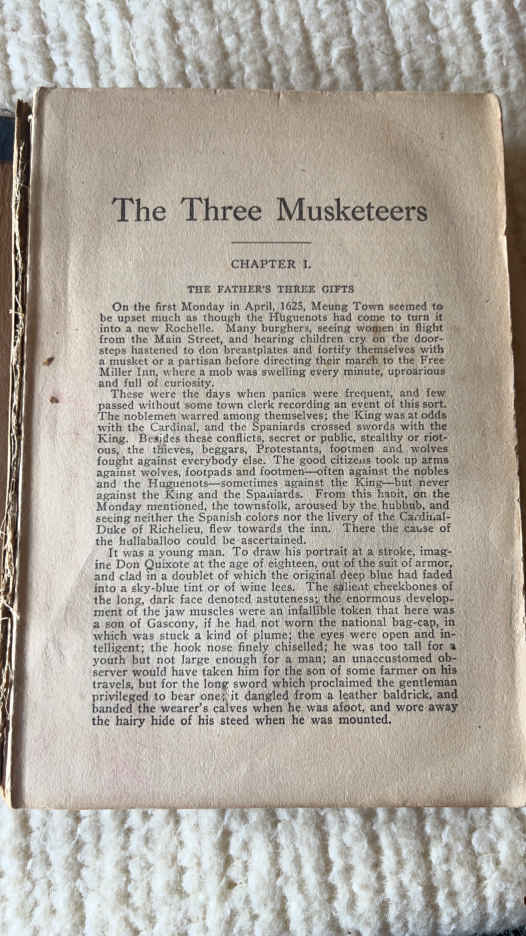 The Three Musketeers
CHAPTER I.
THE FATHER'S THREE GIFTS
On the first Monday in April, 1625, Meung Town seemed to
be upset much as though the Huguenots had come to turn it
into a new Rochelle. Many burghers, seeing women in flight
from the Main Street, and hearing children cry on the door-
steps hastened to don breastplates and fortify themselves with
a musket or a partisan before directing their march to the Free
Miller Inn, where a mob was swelling every minute, uproarious
and full of curiosity.
These were the days when panics were frequent, and few
passed without some town clerk recording an event of this sort.
The noblemen warred among themselves; the King was at odds
with the Cardinal, and the Spaniards crossed swords with the
King. Besides these conflicts, secret or public, stealthy or riot-
ous, the thieves, beggars, Protestants, footmen and wolves
fought against everybody else. The good citizens took up arms
against wolves, footpads and footmen—often against the nobles
and the Huguenots—sometimes against the King—but never
against the King and the Spaniards. From this habit, on the
Monday mentioned, the townsfolk, aroused by the hubbub, and
seeing neither the Spanish colors nor the livery of the Cardinal-
Duke of Richelieu, flew towards the inn. There the cause of
the hullaballoo could be ascertained.
It was a young man. To draw his portrait at a stroke, imag-
ine Don Quixote at the age of eighteen, out of the suit of armor,
and clad in a doublet of which the original deep blue had faded
into a sky-blue tint or of wine lees. The salient cheekbones of
the long, dark face denoted astuteness; the enormous develop-
ment of the jaw muscles were an infallible token that here was
a son of Gascony, if he had not worn the national bag-cap, in
which was stuck a kind of plume; the eyes were open and in-
telligent; the hook nose finely chiselled; he was too tall for a
youth but not large enough for a man; an unaccustomed ob-
server would have taken him for the son of some farmer on his
travels, but for the long sword which proclaimed the gentleman
privileged to bear one; it dangled from a leather baldrick, and
banded the wearer's calves when he was afoot, and wore away
the hairy hide of his steed when he was mounted.